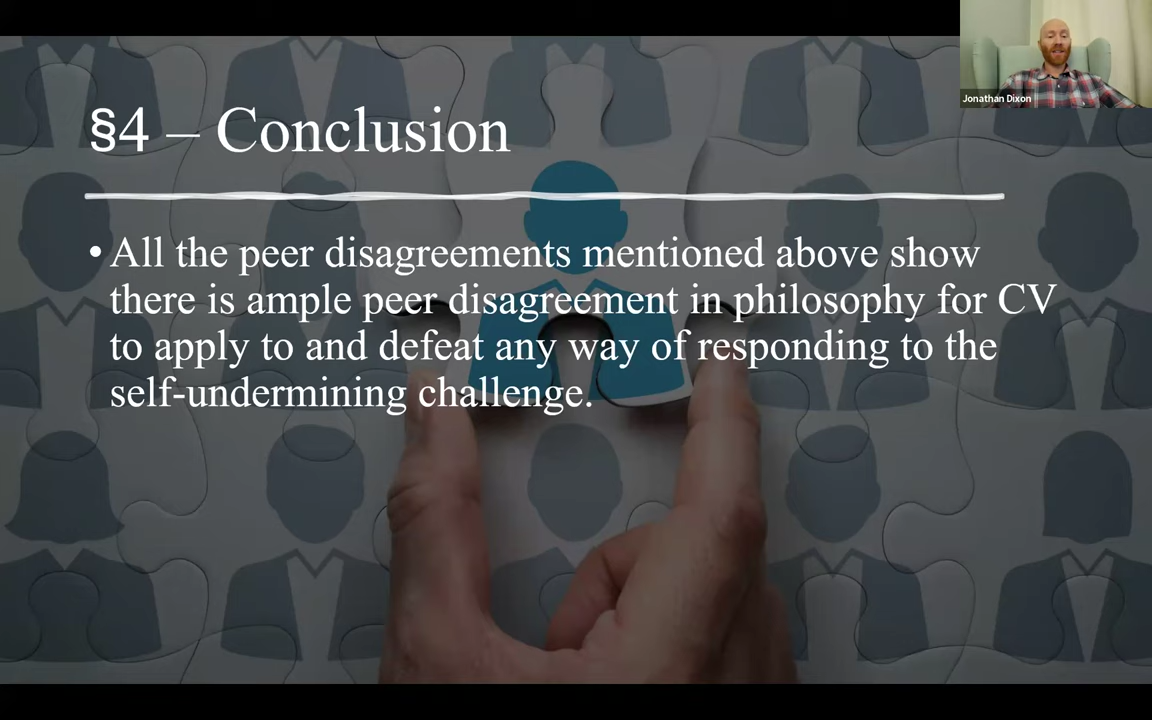 Jonathan Dixon
§4 – Conclusion
• All the peer disagreements mentioned above show
there is ample peer disagreement in philosophy for CV
to apply to and defeat any way of responding to the
self-undermining challenge.